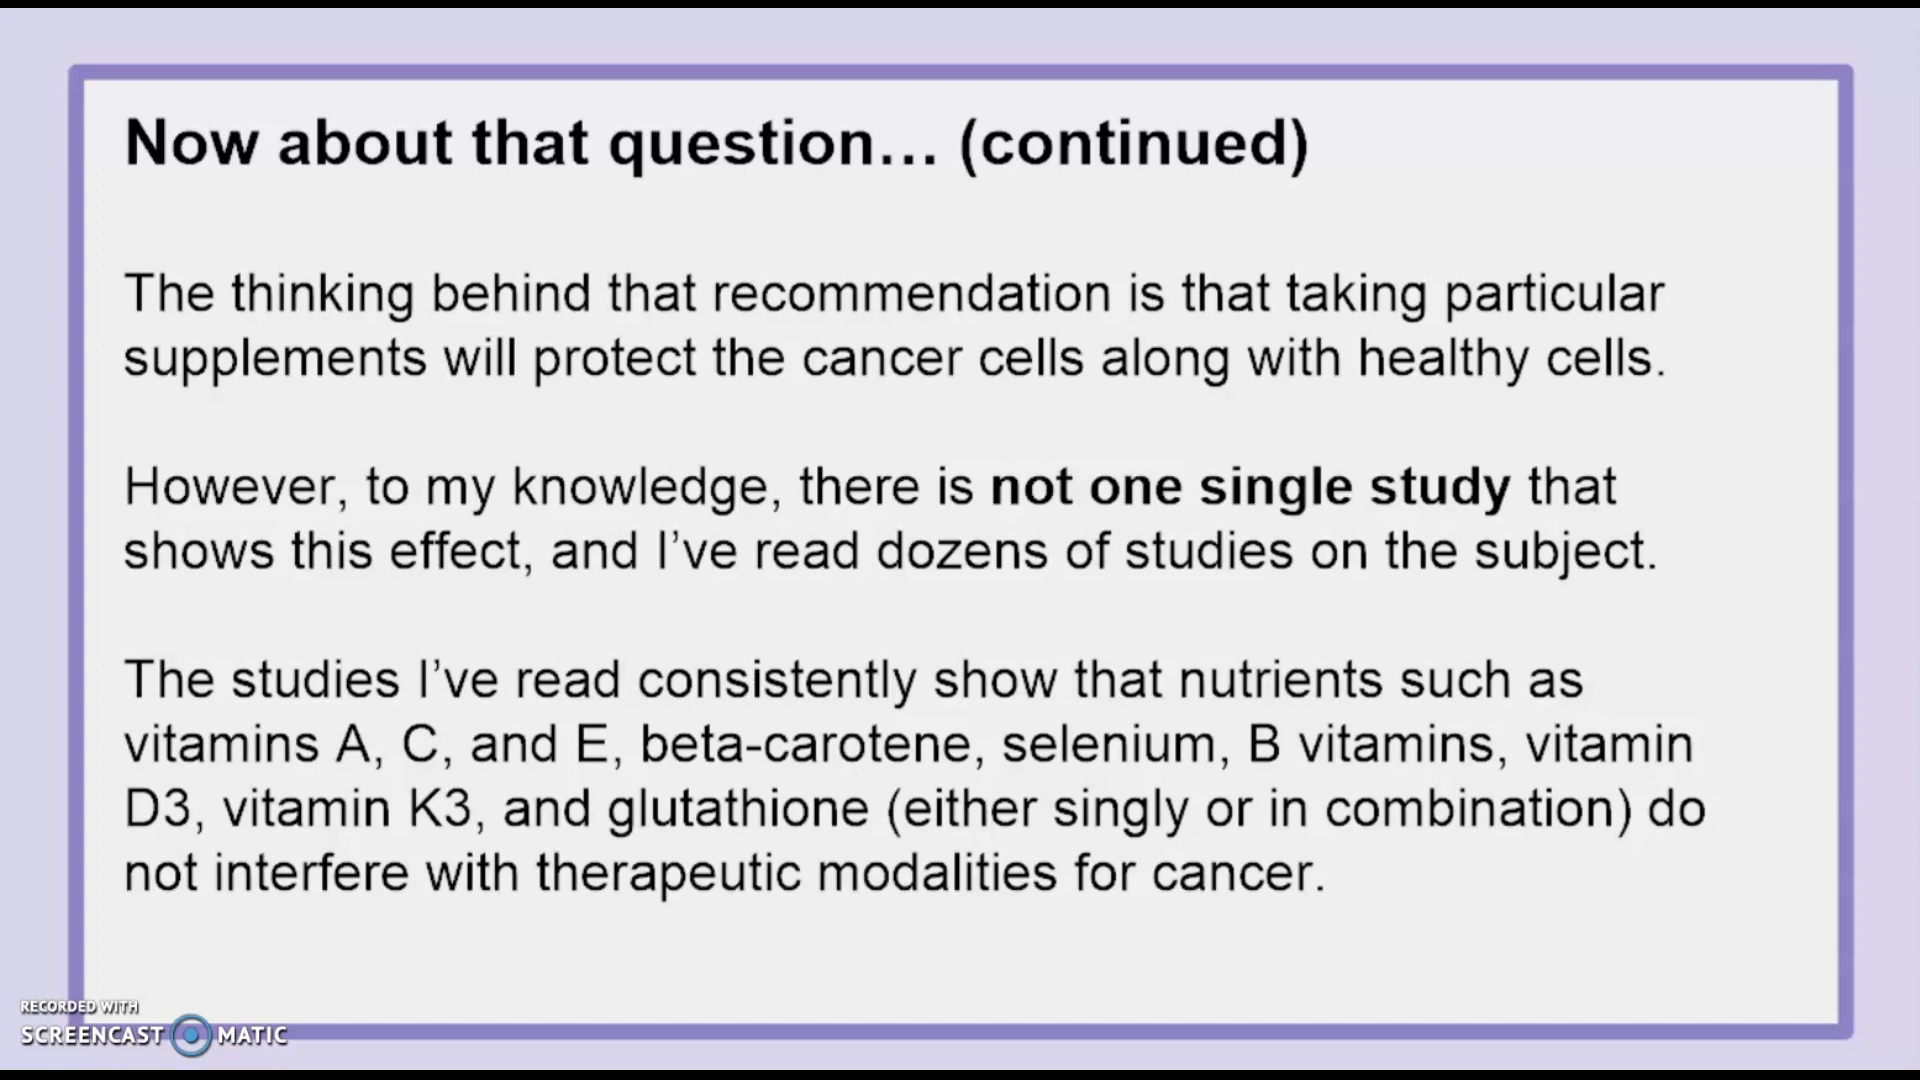 Now about that question… (continued)
The thinking behind that recommendation is that taking particular
supplements will protect the cancer cells along with healthy cells.
However, to my knowledge, there is not one single study that
shows this effect, and I’ve read dozens of studies on the subject.
The studies I’ve read consistently show that nutrients such as
vitamins A, C, and E, beta-carotene, selenium, B vitamins, vitamin
D3, vitamin K3, and glutathione (either singly or in combination) do
not interfere with therapeutic modalities for cancer.
RECORDED WITH
SCREENCAST MATIC